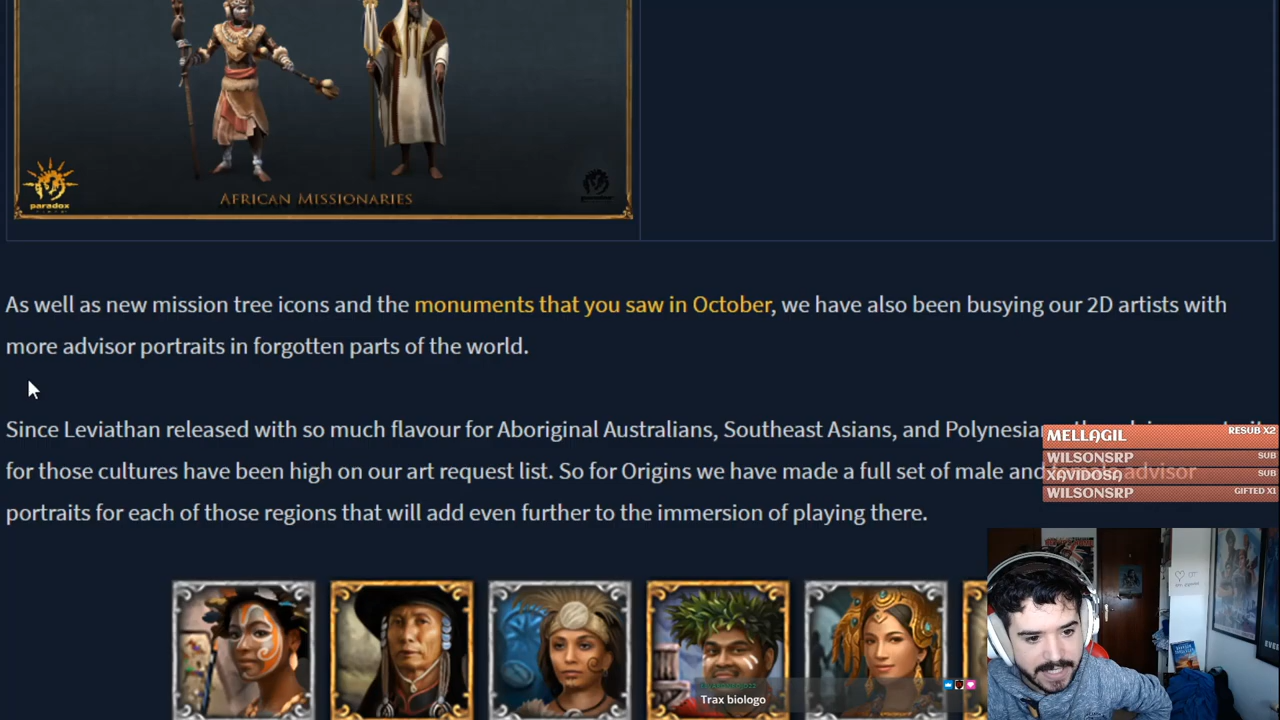 paradox
AFRICAN MISSIONARIES
As well as new mission tree icons and the monuments that you saw in October, we have also been busying our 2D artists with
more advisor portraits in forgotten parts of the world.
Since Leviathan released with so much flavour for Aboriginal Australians, Southeast Asians, and
for those cultures have been high on our art request list. So for Origins we have made a full set of male and female advisor
portraits for each of those regions that will add even further to the immersion of playing there.
MELLAGIL RESUB X2
WILSONSRP SUB
XAVIDOSA SUB
WILSONSRP GIFTED X1
Trax biologo